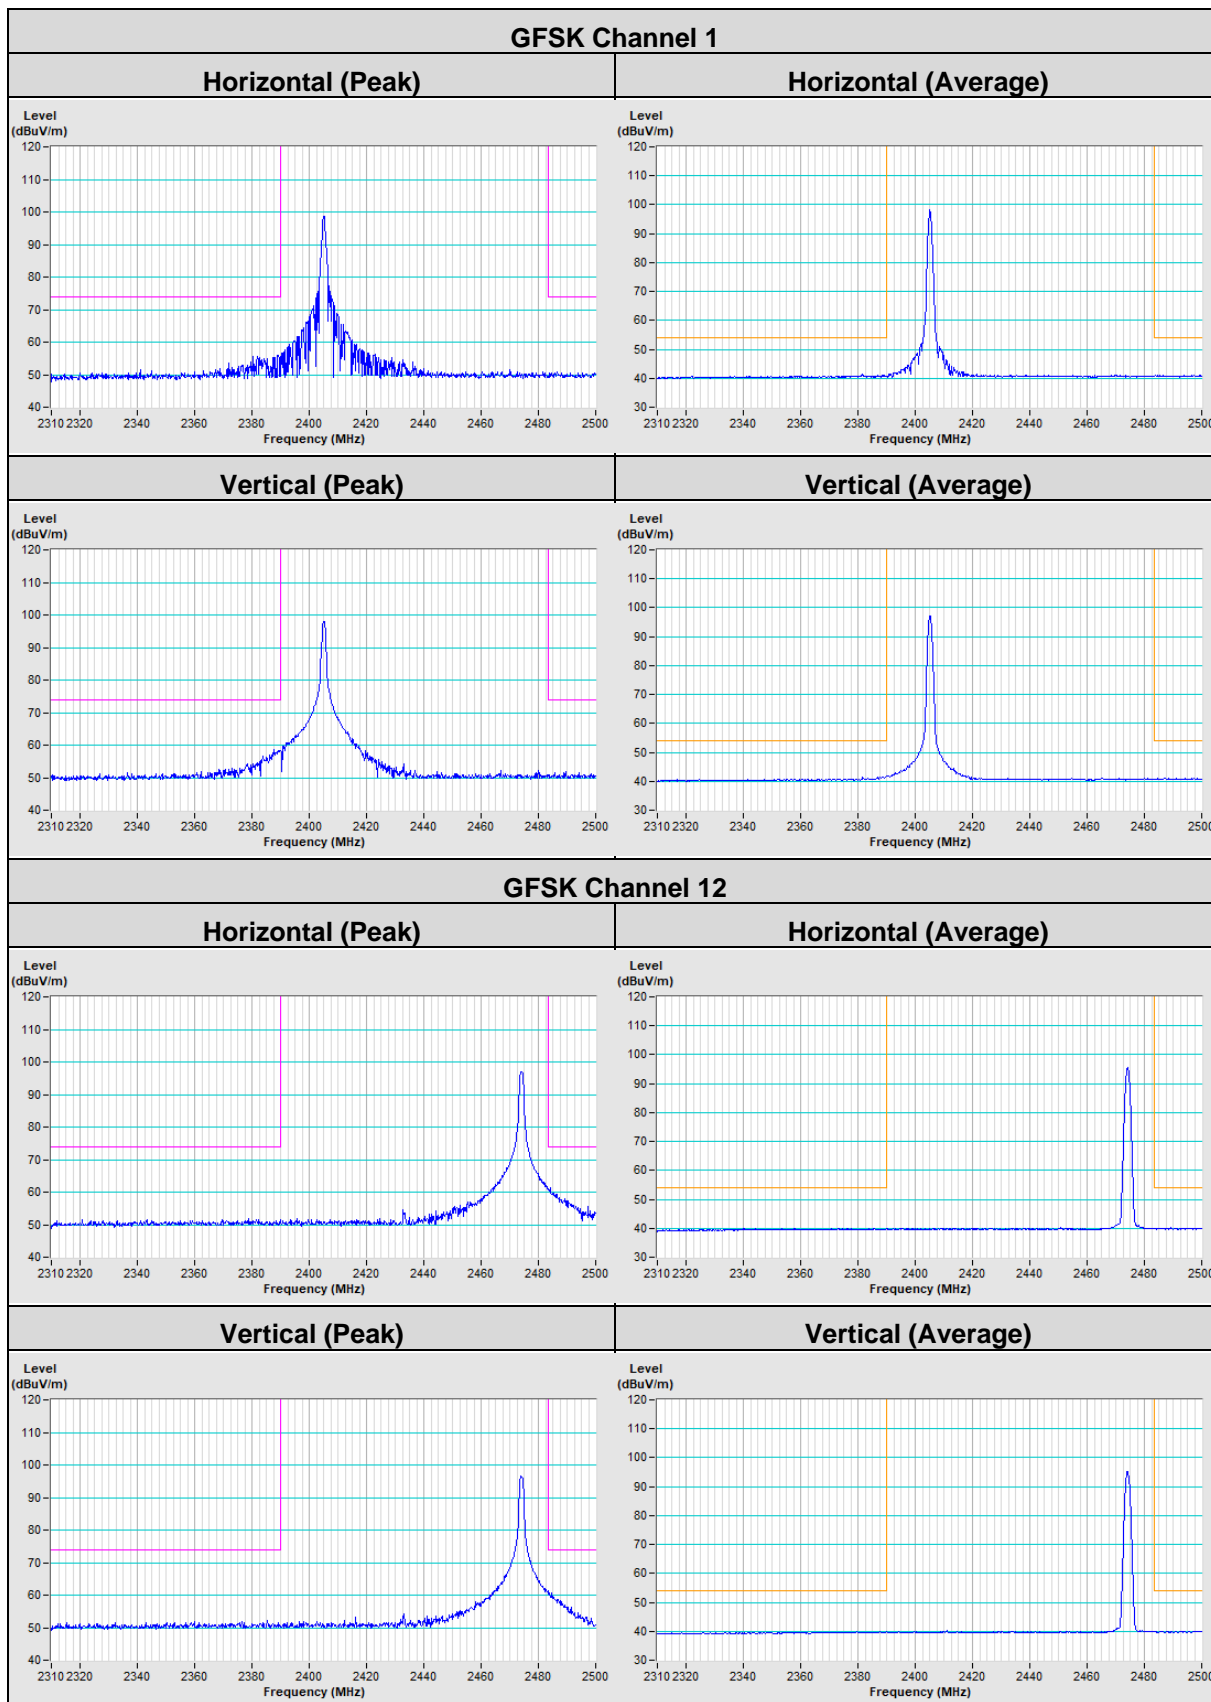 GFSK Channel 1
Horizontal (Peak) Horizontal (Average)
Level Level
(dBuV/m) (dBuV/m)
120 120
110 110
100 100
90 90
80 80
70 70
60 60
50 50
40 40
30
2310 2320 2340 2360 2380 2400 2420 2440 2460 2480 2500 2310 2320 2340 2360 2380 2400 2420 2440 2460 2480 2500
Frequency (MHz) Frequency (MHz)
Vertical (Peak) Vertical (Average)
Level Level
(dBuV/m) (dBuV/m)
120 120
110 110
100 100
90 90
80 80
70 70
60 60
50 50
40 40
30
2310 2320 2340 2360 2380 2400 2420 2440 2460 2480 2500 2310 2320 2340 2360 2380 2400 2420 2440 2460 2480 2500
Frequency (MHz) Frequency (MHz)
GFSK Channel 12
Horizontal (Peak) Horizontal (Average)
Level Level
(dBuV/m) (dBuV/m)
120 120
110 110
100 100
90 90
80 80
70 70
60 60
50 50
40 40
30
2310 2320 2340 2360 2380 2400 2420 2440 2460 2480 2500 2310 2320 2340 2360 2380 2400 2420 2440 2460 2480 2500
Frequency (MHz) Frequency (MHz)
Vertical (Peak) Vertical (Average)
Level Level
(dBuV/m) (dBuV/m)
120 120
110 110
100 100
90 90
80 80
70 70
60 60
50 50
40 40
30
2310 2320 2340 2360 2380 2400 2420 2440 2460 2480 2500 2310 2320 2340 2360 2380 2400 2420 2440 2460 2480 2500
Frequency (MHz) Frequency (MHz)